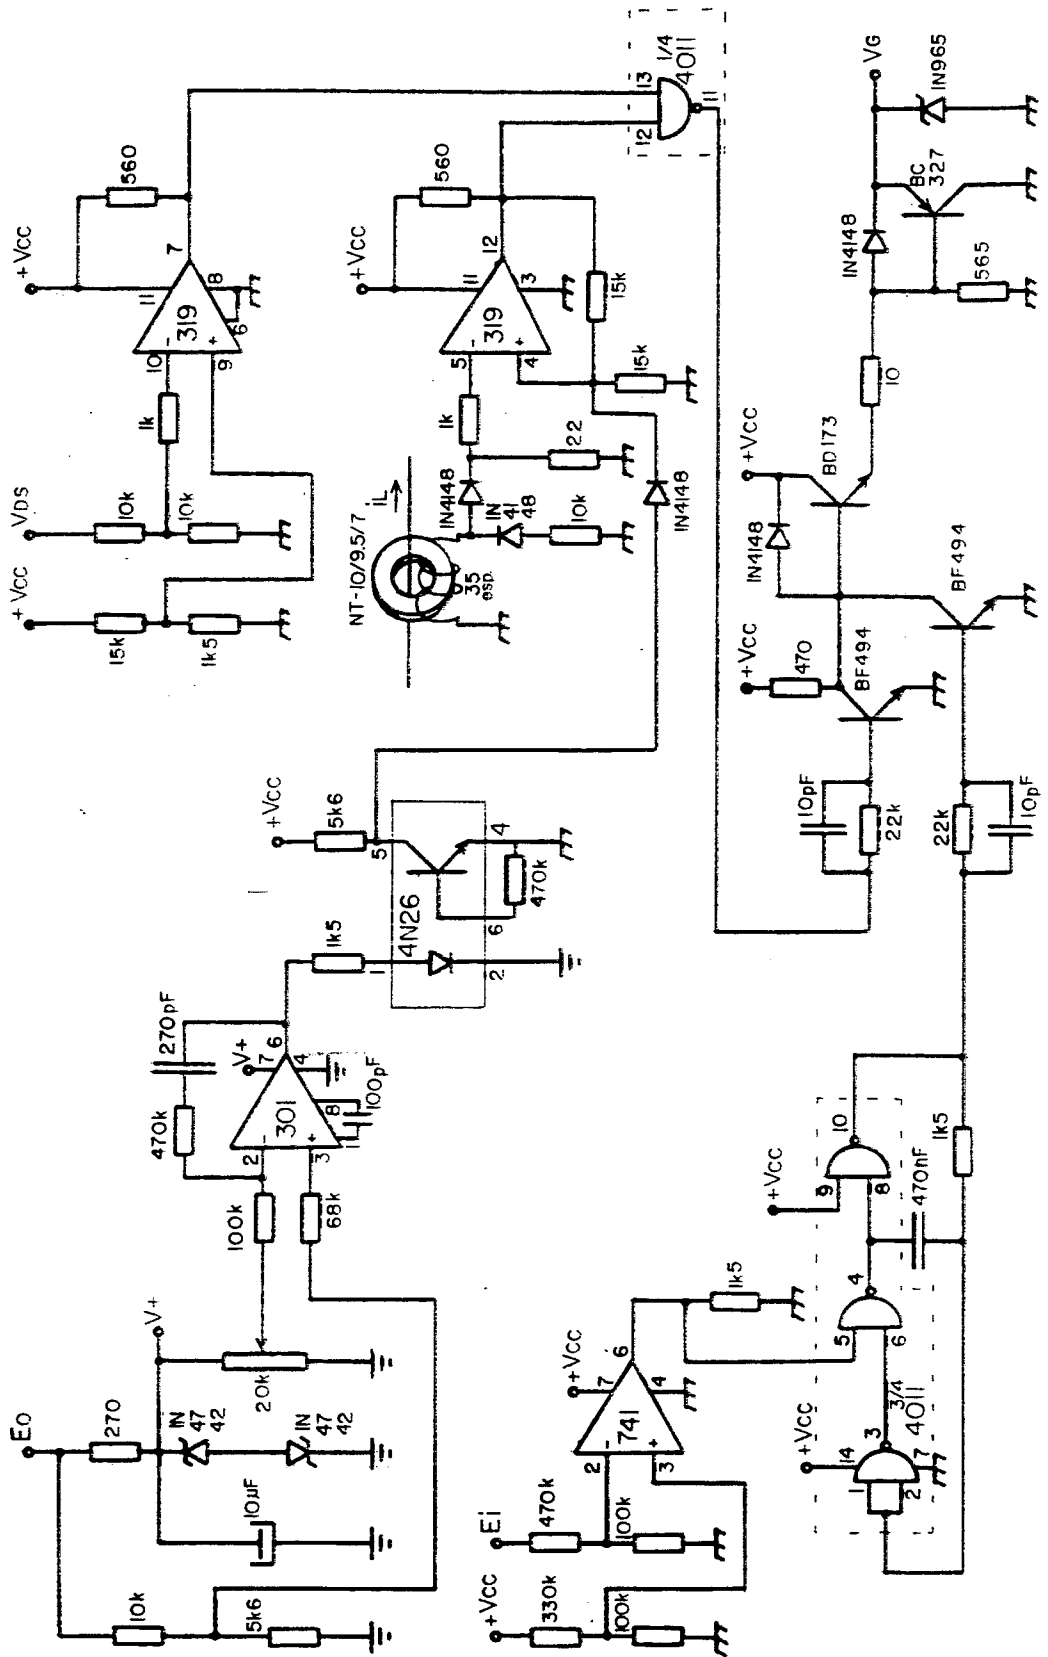 +Vcc
VDS
+Vcc
15k
1k5
10k
10k
1k
10
-
+
9
319
11
7
8
6
560
+Vcc
560
NT-10/9.5/7
iL
35
esp.
1N4148
1N
41
48
10k
22
1k
5
-
+
4
319
11
12
3
15k
15k
1N4148
13
12
11
1/4
4011
Eo
10k
5k6
270
10µF
1N
47
42
1N
47
42
V+
20k
100k
68k
470k
270pF
2
-
+
3
301
V+
7
6
4
8
1
100pF
1k5
4N26
1
2
+Vcc
5k6
5
4
6
470k
+Vcc
330k
100k
Ei
470k
100k
2
-
+
3
741
+Vcc
7
6
4
1k5
+Vcc
14
1
2
3
7
3/4
4011
5
6
4
+Vcc
9
8
10
470nF
1k5
10pF
22k
22k
10pF
+Vcc
470
BF494
BF494
1N4148
+Vcc
BD173
10
1N4148
565
BC
327
VG
1N965